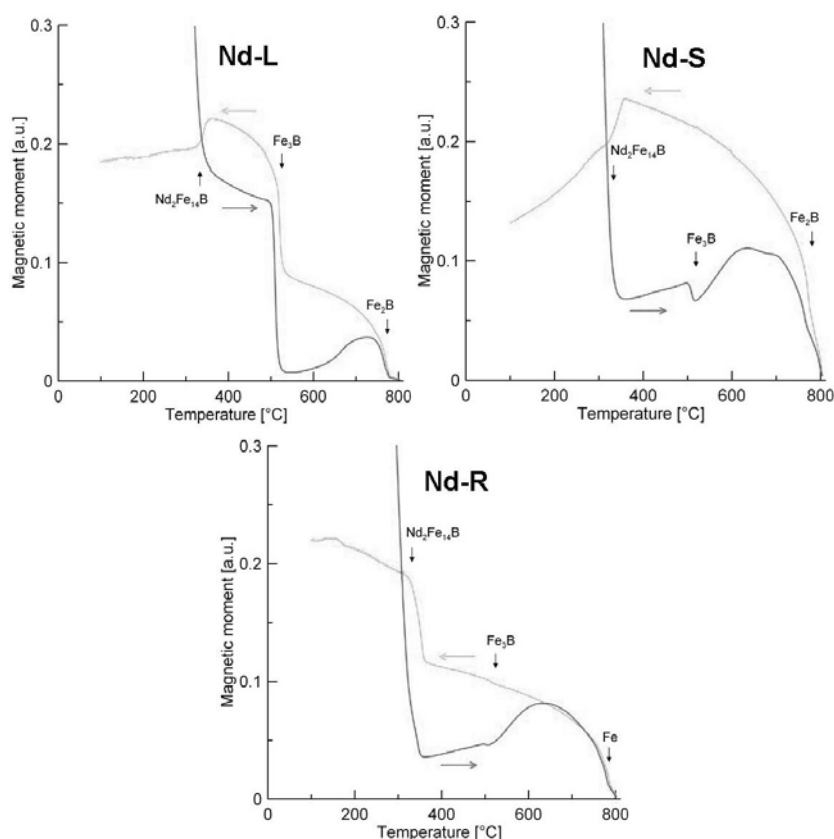 Nd-L
0.3
0.2
0.1
0
Magnetic moment [a.u.]
Fe₃B
Nd₂Fe₁₄B
Fe₂B
0 200 400 600 800
Temperature [°C]
Nd-S
0.3
0.2
0.1
0
Magnetic moment [a.u.]
Nd₂Fe₁₄B
Fe₃B
Fe₂B
0 200 400 600 800
Temperature [°C]
Nd-R
0.3
0.2
0.1
0
Magnetic moment [a.u.]
Nd₂Fe₁₄B
Fe₃B
Fe
0 200 400 600 800
Temperature [°C]